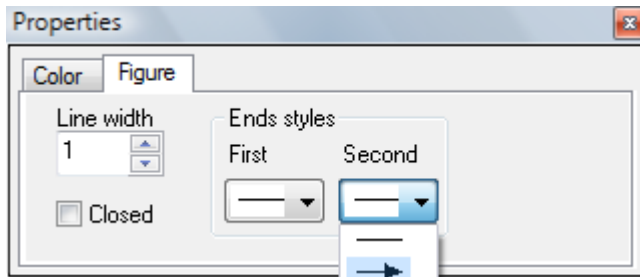 Properties
Color Figure
Line width
Ends styles
1
First Second
Closed